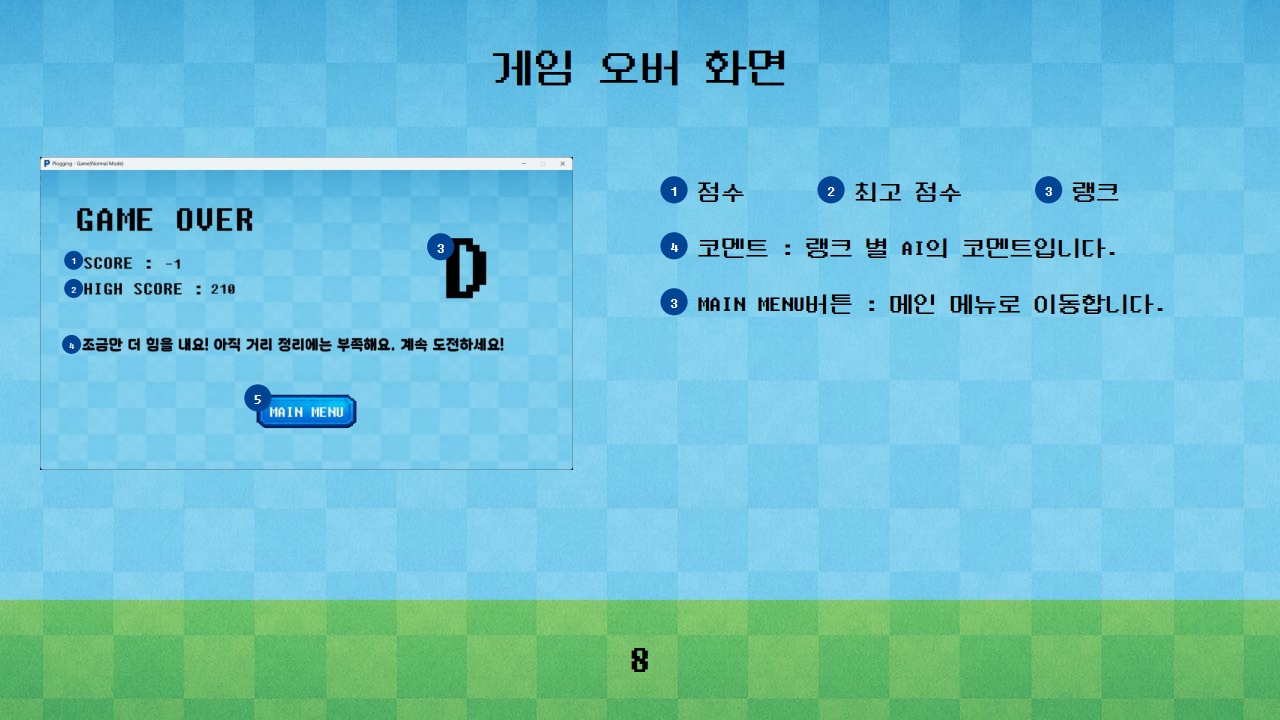 게임 오버 화면
Plogging - Game(Normal Mode)
GAME OVER
1 SCORE : -1
2 HIGH SCORE : 210
3 D
4 조금만 더 힘을 내요! 아직 거리 정리에는 부족해요. 계속 도전하세요!
5 MAIN MENU
1 점수 2 최고 점수 3 랭크
4 코멘트 : 랭크 별 AI의 코멘트입니다.
3 MAIN MENU버튼 : 메인 메뉴로 이동합니다.
8